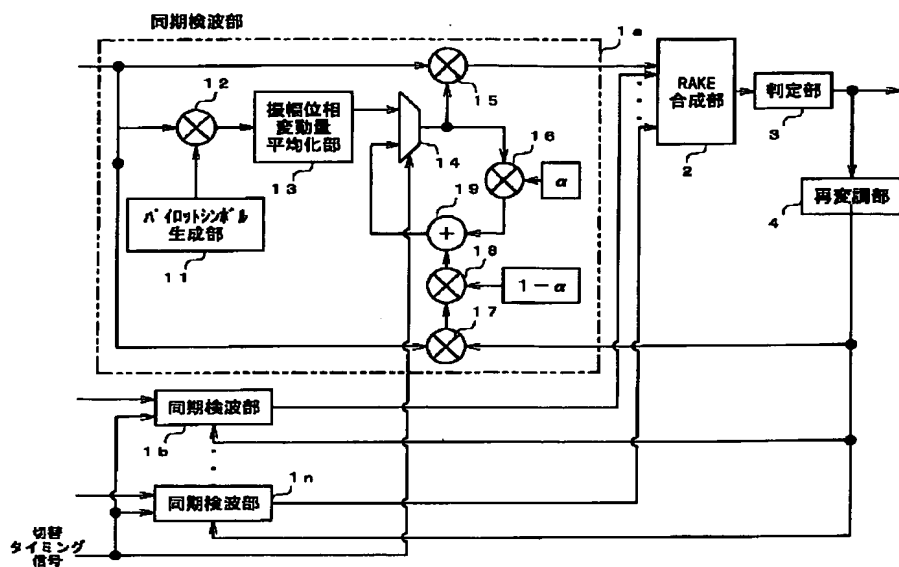 同期検波部
1a
12
15
振幅位相
変動量
平均化部
13
14
16
α
19
パイロットシンボル
生成部
11
+
18
1－α
17
RAKE
合成部
2
判定部
3
再変調部
4
同期検波部
1b
同期検波部
1n
切替
タイミング
信号